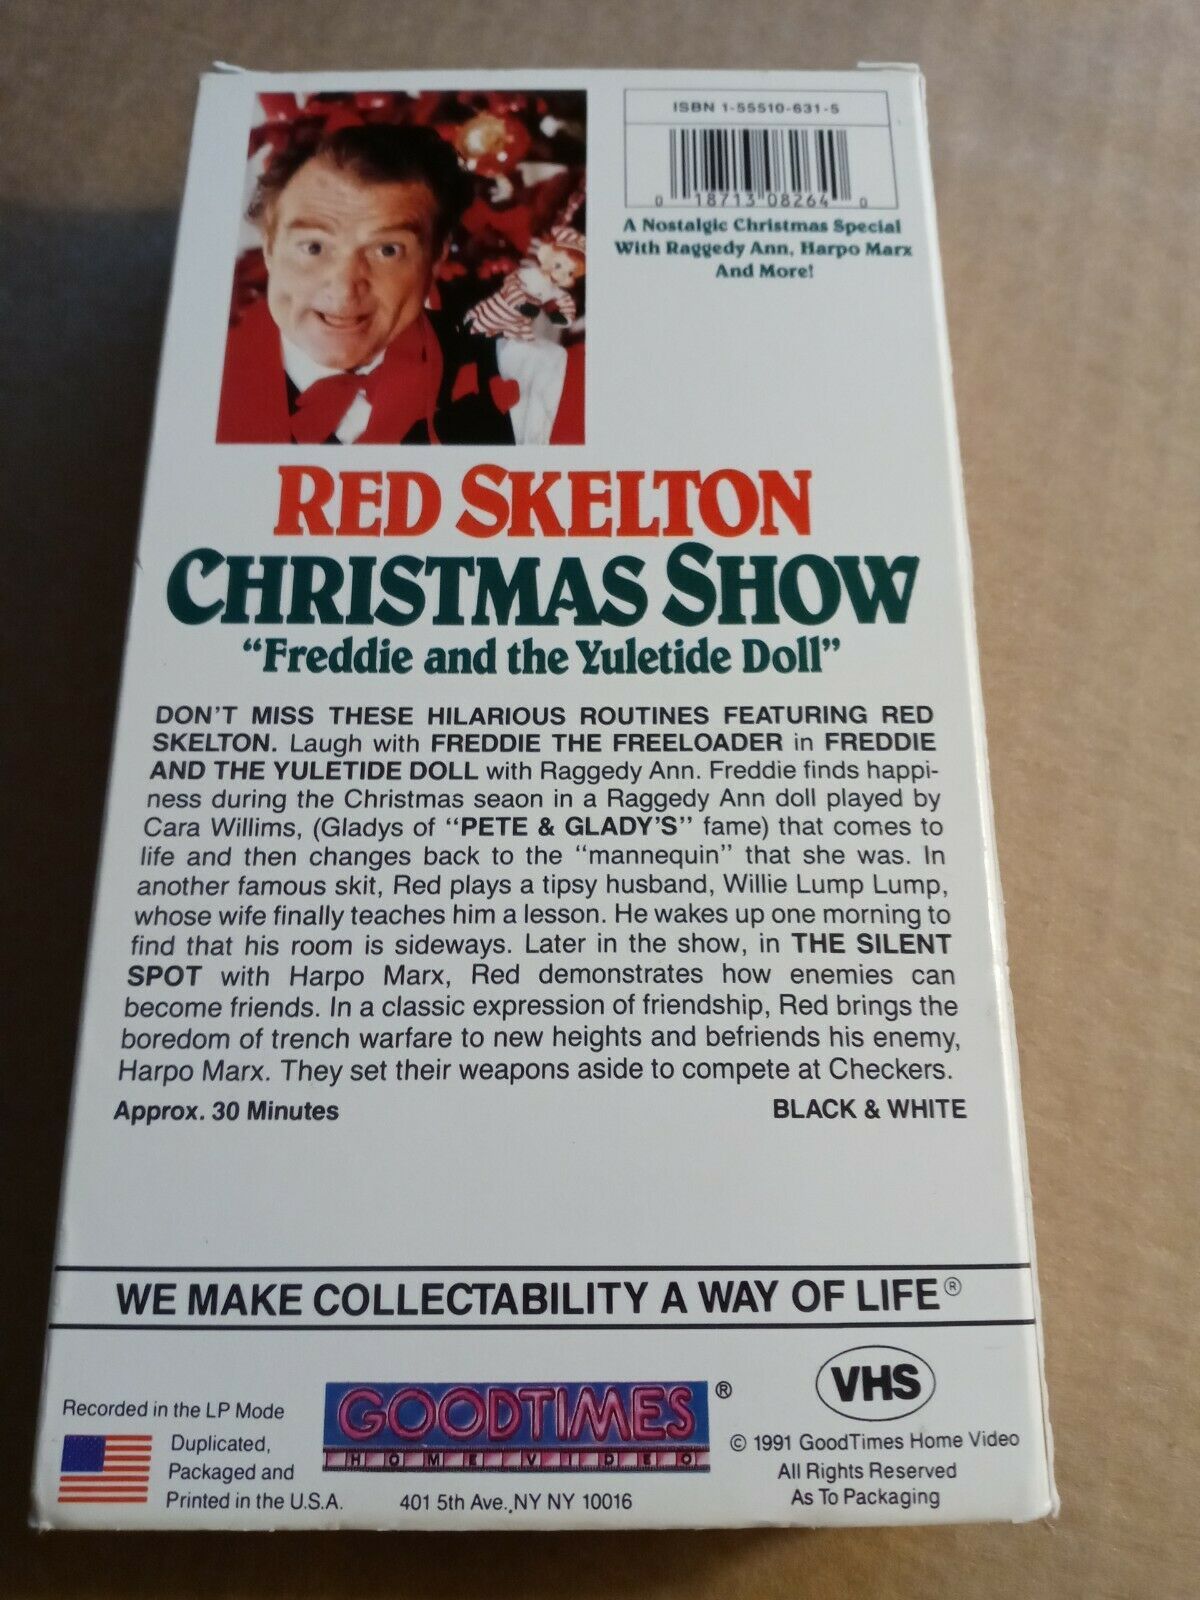 ISBN 1-55510-631-5
0 18713 08264 0
A Nostalgic Christmas Special
With Raggedy Ann, Harpo Marx
And More!
RED SKELTON
CHRISTMAS SHOW
“Freddie and the Yuletide Doll”
DON'T MISS THESE HILARIOUS ROUTINES FEATURING RED
SKELTON. Laugh with FREDDIE THE FREELOADER in FREDDIE
AND THE YULETIDE DOLL with Raggedy Ann. Freddie finds happi-
ness during the Christmas seaon in a Raggedy Ann doll played by
Cara Willims, (Gladys of “PETE & GLADY'S” fame) that comes to
life and then changes back to the “mannequin” that she was. In
another famous skit, Red plays a tipsy husband, Willie Lump Lump,
whose wife finally teaches him a lesson. He wakes up one morning to
find that his room is sideways. Later in the show, in THE SILENT
SPOT with Harpo Marx, Red demonstrates how enemies can
become friends. In a classic expression of friendship, Red brings the
boredom of trench warfare to new heights and befriends his enemy,
Harpo Marx. They set their weapons aside to compete at Checkers.
Approx. 30 Minutes BLACK & WHITE
WE MAKE COLLECTABILITY A WAY OF LIFE®
Recorded in the LP Mode
Duplicated,
Packaged and
Printed in the U.S.A.
GOODTIMES®
HOME VIDEO
401 5th Ave., NY NY 10016
VHS
© 1991 GoodTimes Home Video
All Rights Reserved
As To Packaging